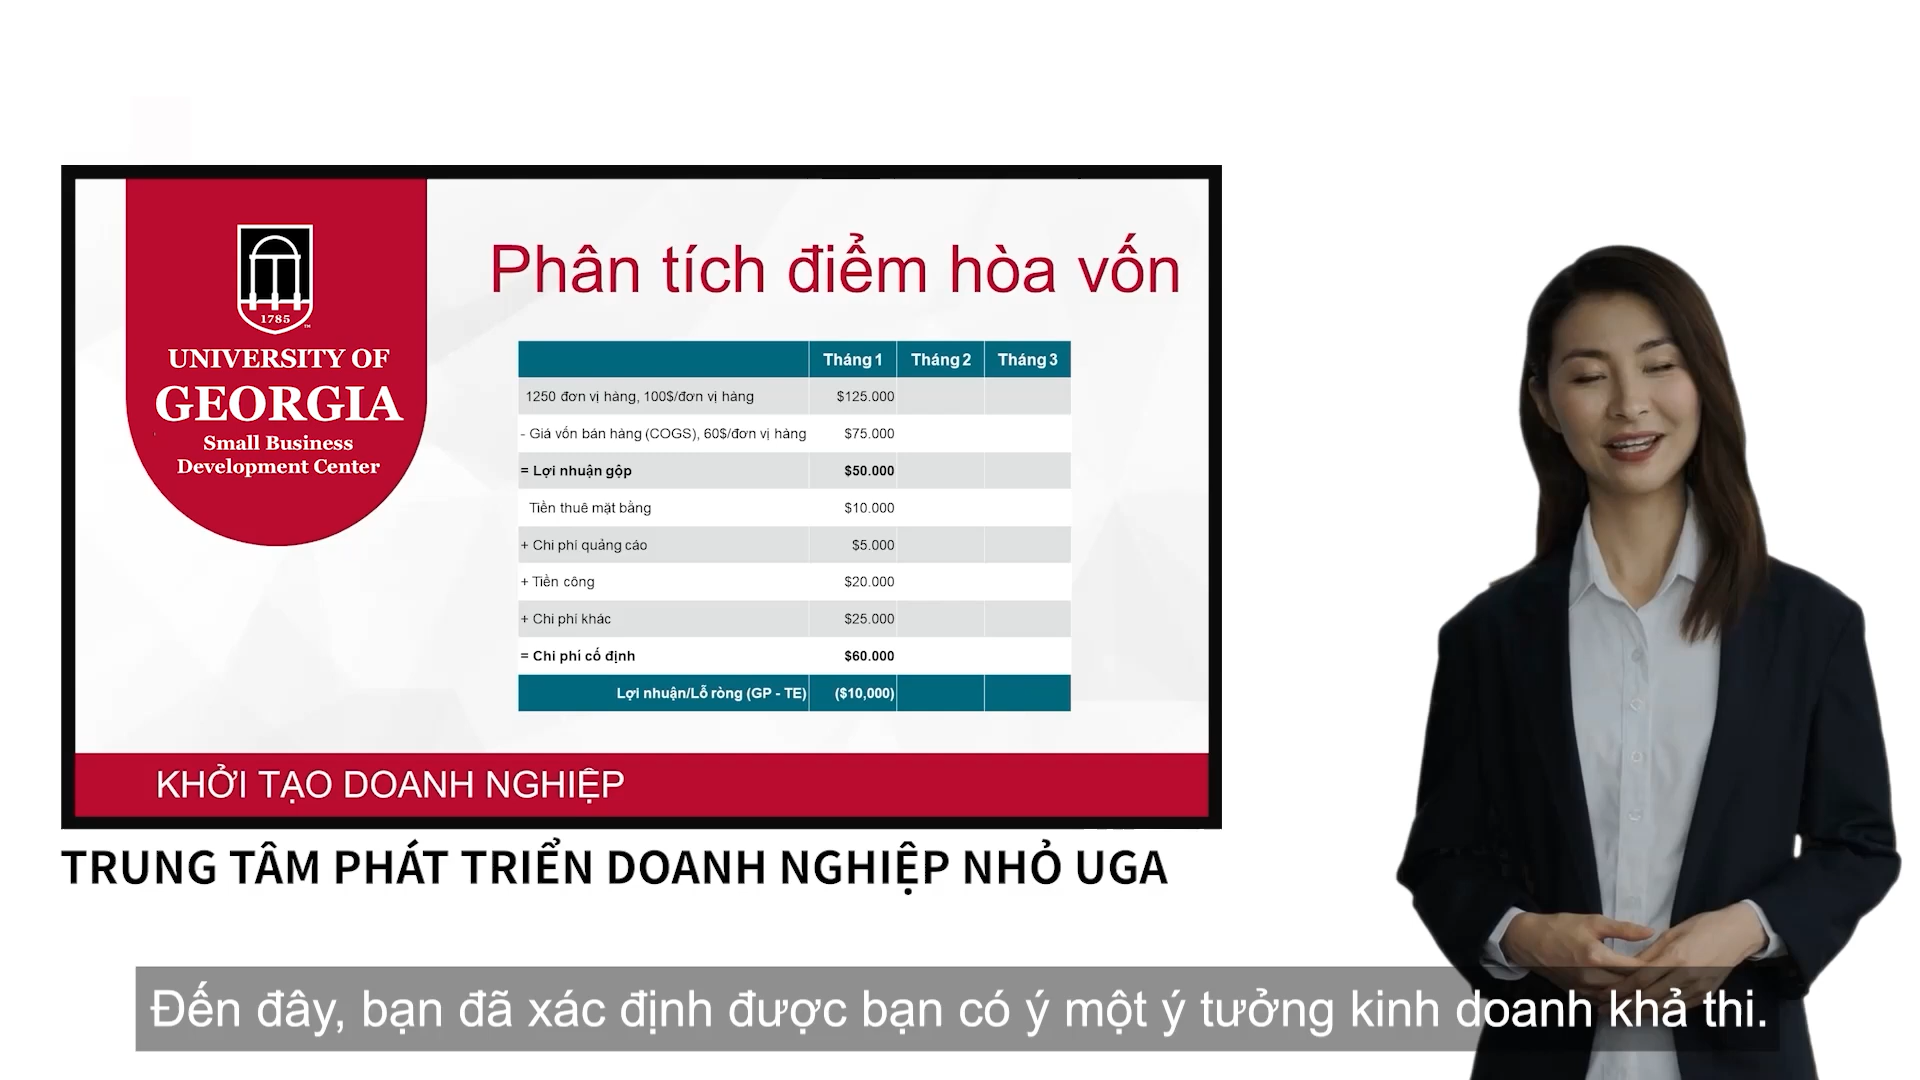 1785
UNIVERSITY OF
GEORGIA
Small Business
Development Center
Phân tích điểm hòa vốn
Tháng 1 Tháng 2 Tháng 3
1250 đơn vị hàng, 100$/đơn vị hàng $125.000
- Giá vốn bán hàng (COGS), 60$/đơn vị hàng $75.000
= Lợi nhuận gộp $50.000
Tiền thuê mặt bằng $10.000
+ Chi phí quảng cáo $5.000
+ Tiền công $20.000
+ Chi phí khác $25.000
= Chi phí cố định $60.000
Lợi nhuận/Lỗ ròng (GP - TE) ($10,000)
KHỞI TẠO DOANH NGHIỆP
TRUNG TÂM PHÁT TRIỂN DOANH NGHIỆP NHỎ UGA
Đến đây, bạn đã xác định được bạn có ý một ý tưởng kinh doanh khả thi.